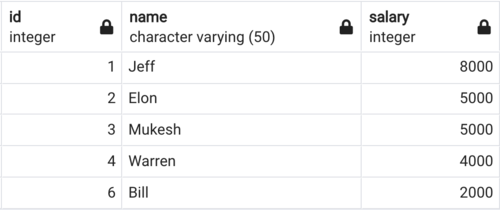 id name salary
integer character varying (50) integer
1 Jeff 8000
2 Elon 5000
3 Mukesh 5000
4 Warren 4000
6 Bill 2000